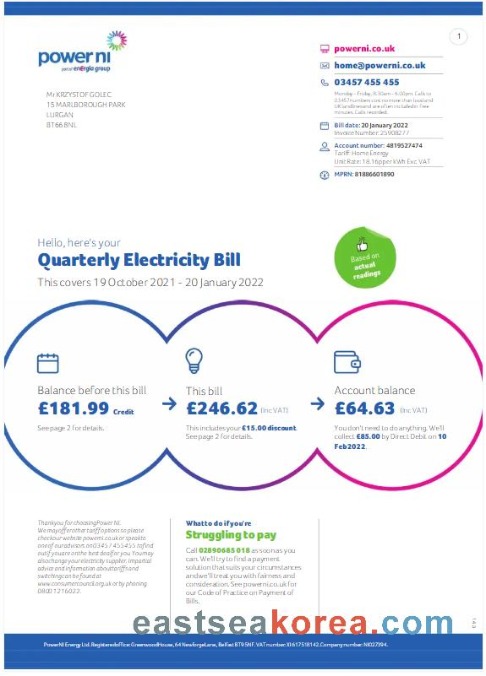 1
power ni
part of energia group
powerni.co.uk
home@powerni.co.uk
03457 455 455
Monday - Friday, 8:30am - 6:00pm. Calls to
03457 numbers cost no more than local and
UK landlines and are often included in free
minutes. Calls recorded.
Mr KRZYSTOF GOLEC
15 MARLBOROUGH PARK
LURGAN
BT66 8NL
Bill date: 20 January 2022
Invoice Number: 25908277
Account number: 4819527474
Tariff: Home Energy
Unit Rate: 18.16p per kWh Exc VAT
MPRN: 81886601890
Hello, here's your
Quarterly Electricity Bill
This covers 19 October 2021 - 20 January 2022
Based on
actual
readings
Balance before this bill
£181.99 Credit
See page 2 for details.
This bill
£246.62 (inc VAT)
This includes your £15.00 discount.
See page 2 for details.
Account balance
£64.63 (inc VAT)
You don't need to do anything. We'll
collect £85.00 by Direct Debit on 10
Feb2022.
Thank you for choosing Power NI.
We may offer other tariff options so please
check our website powerni.co.uk or speak to
one of our advisors on 03457 455 455, to find
out if you are on the best deal for you. You may
also change your electricity supplier. Impartial
advice and information about tariffs and
switching can be found at
www.consumercouncil.org.uk or by phoning
08001216022.
What to do if you're
Struggling to pay
Call 02890685018 as soon as you
can. We'll try to find a payment
solution that suits your circumstances
and we'll treat you with fairness and
consideration. See powerni.co.uk for
our Code of Practice on Payment of
Bills.
eastseakorea.com
Power NI Energy Ltd. Registered office: Greenwood House, 64 Newforge Lane, Belfast BT9 5NF. VAT number: Company number: NI027394.